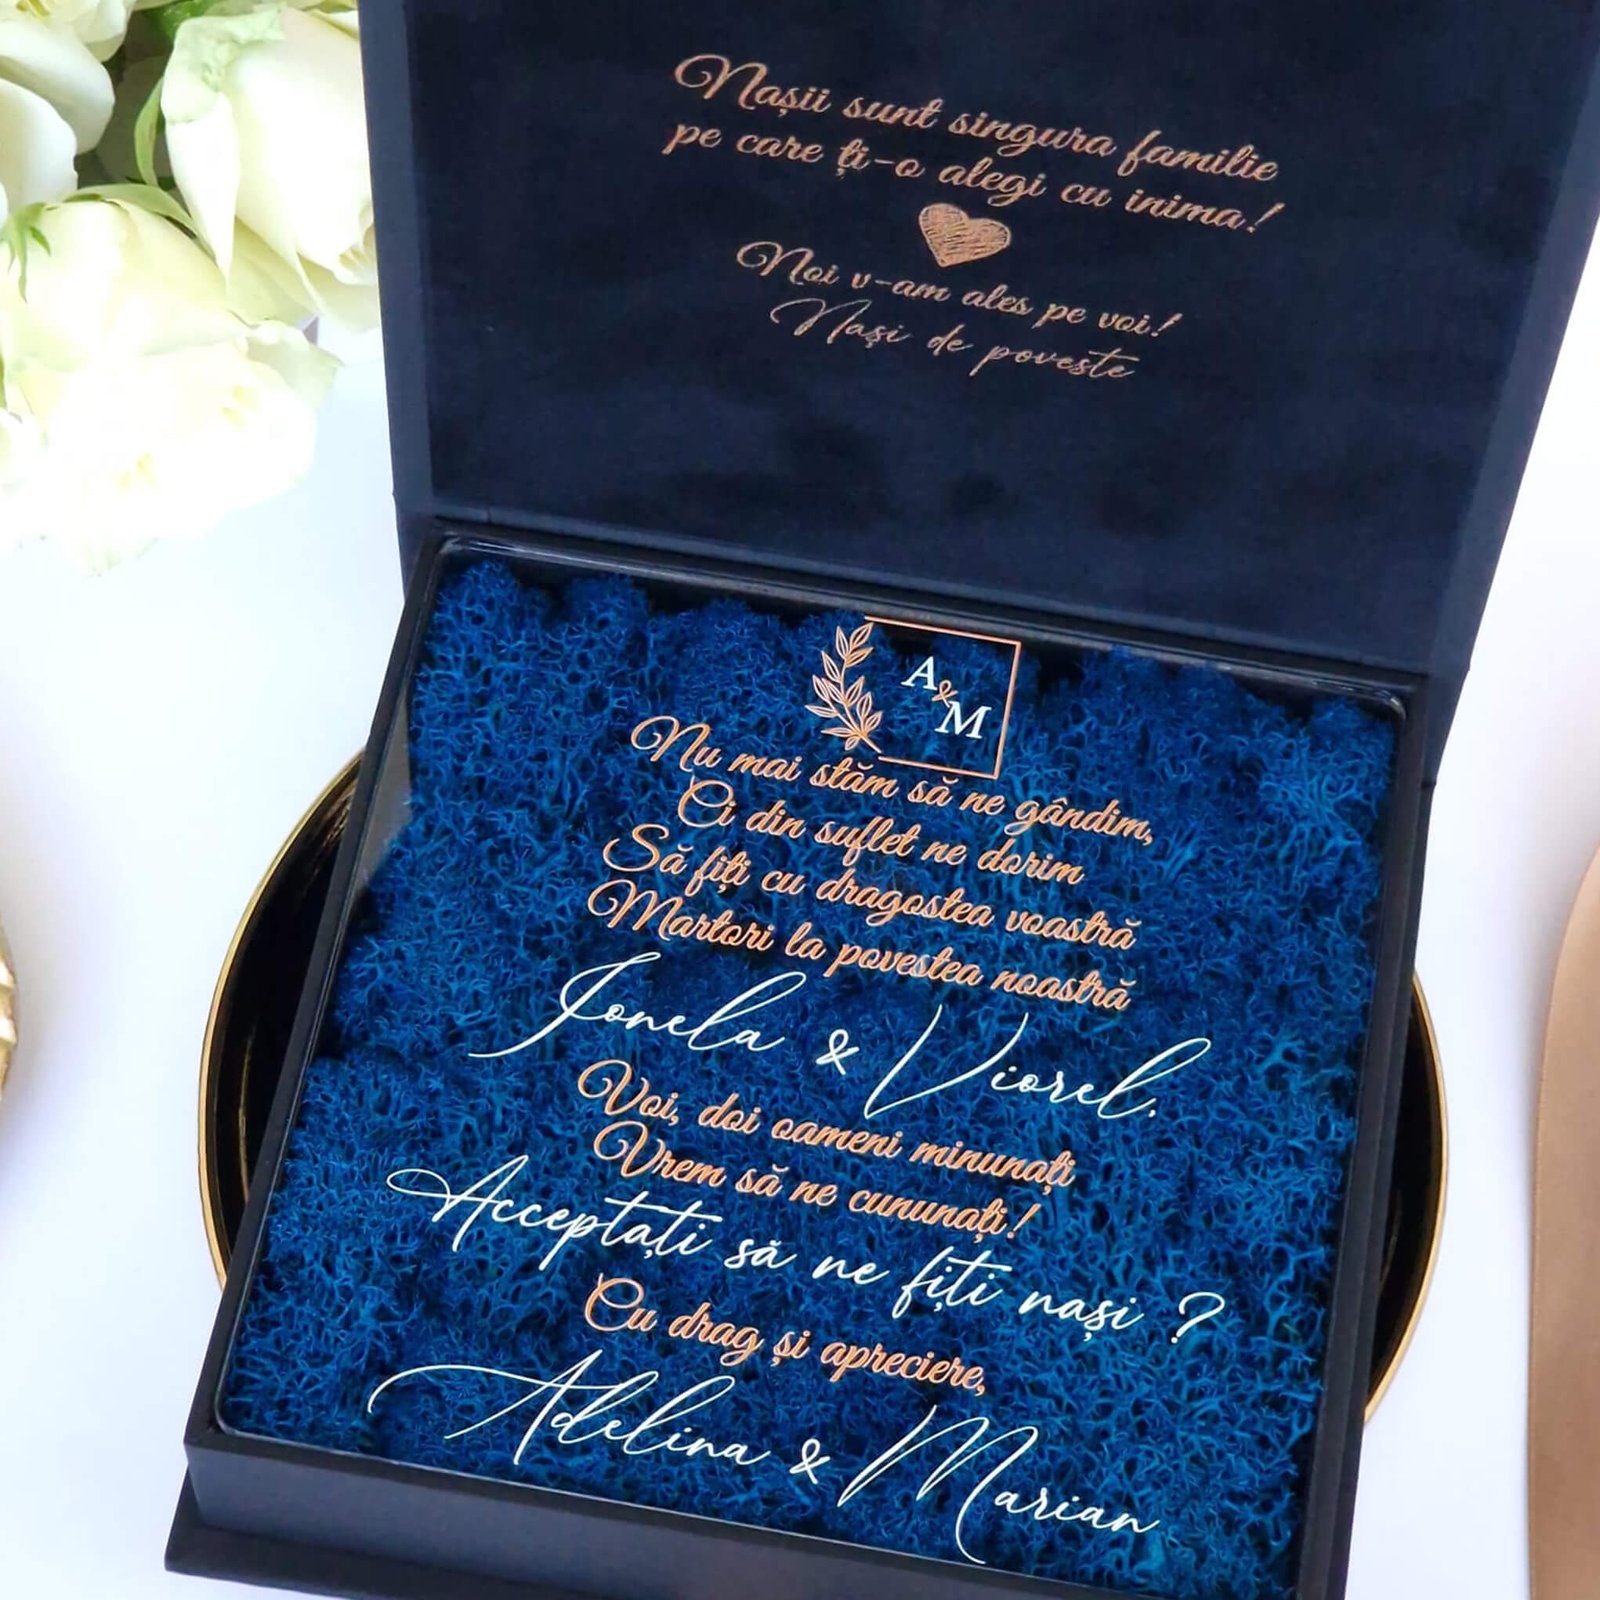 Nașii sunt singura familie
pe care ți-o alegi cu inima!
Noi v-am ales pe voi!
Nași de poveste
A&M
Nu mai stăm să ne gândim,
Ci din suflet ne dorim
Să fiți cu dragostea voastră
Martori la povestea noastră
Ionela & Viorel,
Voi, doi oameni minunați
Vrem să ne cununați!
Acceptați să ne fiți nași ?
Cu drag și apreciere,
Adelina & Marian